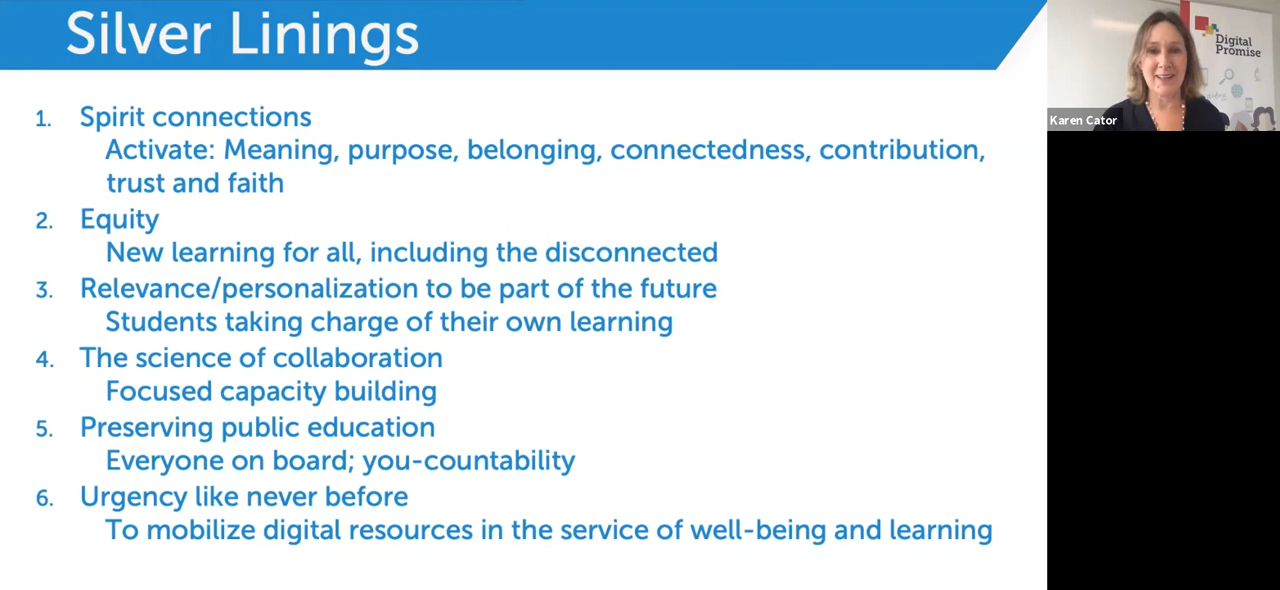 Silver Linings
1. Spirit connections
Activate: Meaning, purpose, belonging, connectedness, contribution,
trust and faith
2. Equity
New learning for all, including the disconnected
3. Relevance/personalization to be part of the future
Students taking charge of their own learning
4. The science of collaboration
Focused capacity building
5. Preserving public education
Everyone on board; you-countability
6. Urgency like never before
To mobilize digital resources in the service of well-being and learning
Digital
Promise
Karen Cator